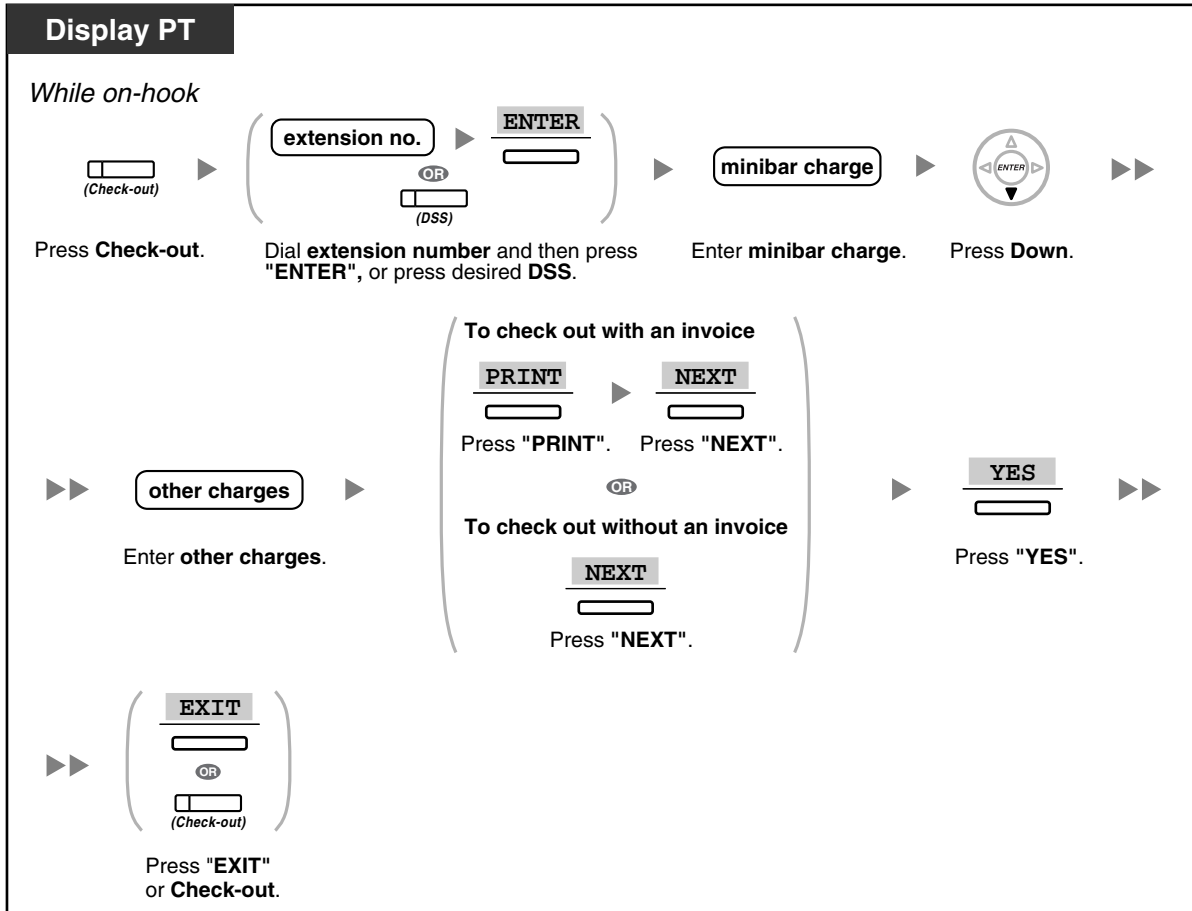 Display PT
While on-hook
(Check-out)
Press Check-out.
extension no.
ENTER
OR
(DSS)
Dial extension number and then press
"ENTER", or press desired DSS.
minibar charge
Enter minibar charge.
ENTER
Press Down.
other charges
Enter other charges.
To check out with an invoice
PRINT
Press "PRINT".
NEXT
Press "NEXT".
OR
To check out without an invoice
NEXT
Press "NEXT".
YES
Press "YES".
EXIT
OR
(Check-out)
Press "EXIT"
or Check-out.